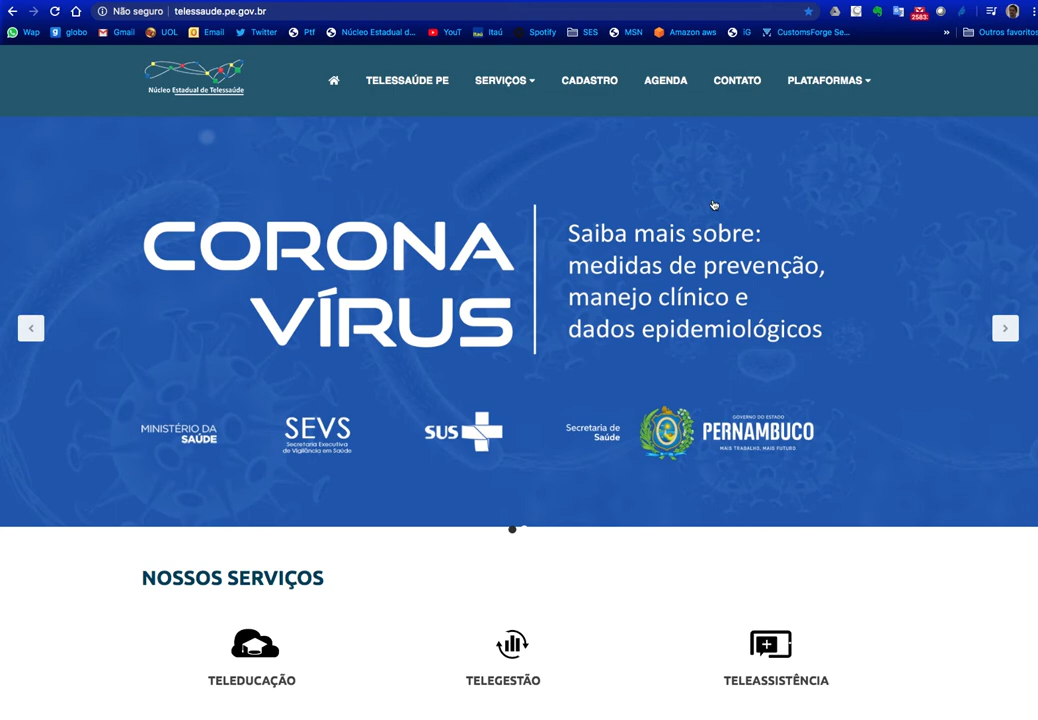 Não seguro telessaude.pe.gov.br
2583
Wap globo Gmail UOL Email Twitter Ptf Núcleo Estadual d... YouT Itaú Spotify SES MSN Amazon aws iG CustomsForge Se... » Outros favoritos
Núcleo Estadual de Telessaúde
TELESSAÚDE PE SERVIÇOS CADASTRO AGENDA CONTATO PLATAFORMAS
CORONA
VÍRUS
Saiba mais sobre:
medidas de prevenção,
manejo clínico e
dados epidemiológicos
MINISTÉRIO DA
SAÚDE
SEVS
Secretaria Executiva
de Vigilância em Saúde
SUS
Secretaria de
Saúde
GOVERNO DO ESTADO
PERNAMBUCO
MAIS TRABALHO, MAIS FUTURO
NOSSOS SERVIÇOS
TELEDUCAÇÃO TELEGESTÃO TELEASSISTÊNCIA